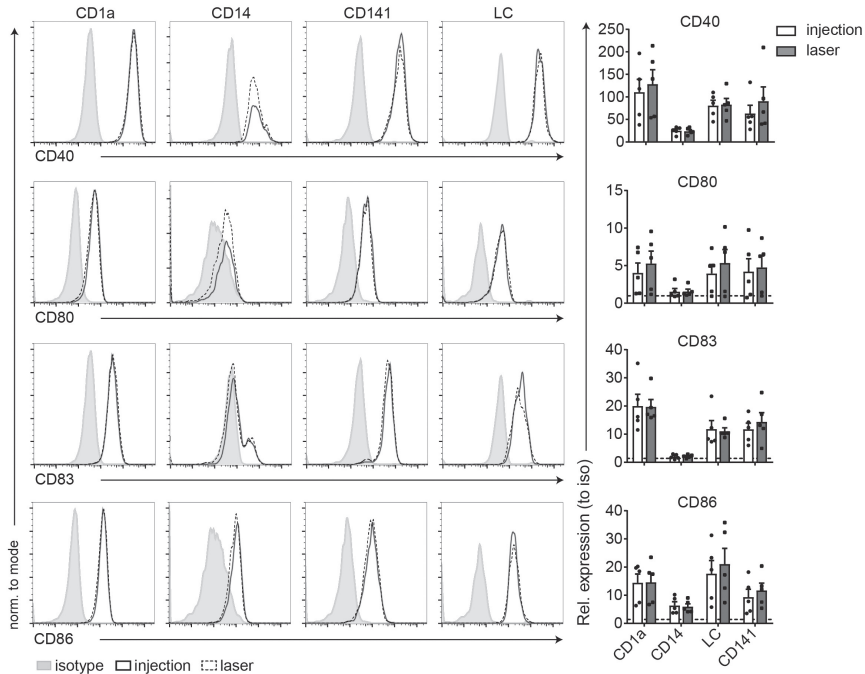 CD1a CD14 CD141 LC
norm. to mode
CD40
CD80
CD83
CD86
isotype injection laser
Rel. expression (to iso)
injection
laser
CD40
250
200
150
100
50
0
CD80
15
10
5
0
CD83
40
30
20
10
0
CD86
40
30
20
10
0
CD1a CD14 LC CD141